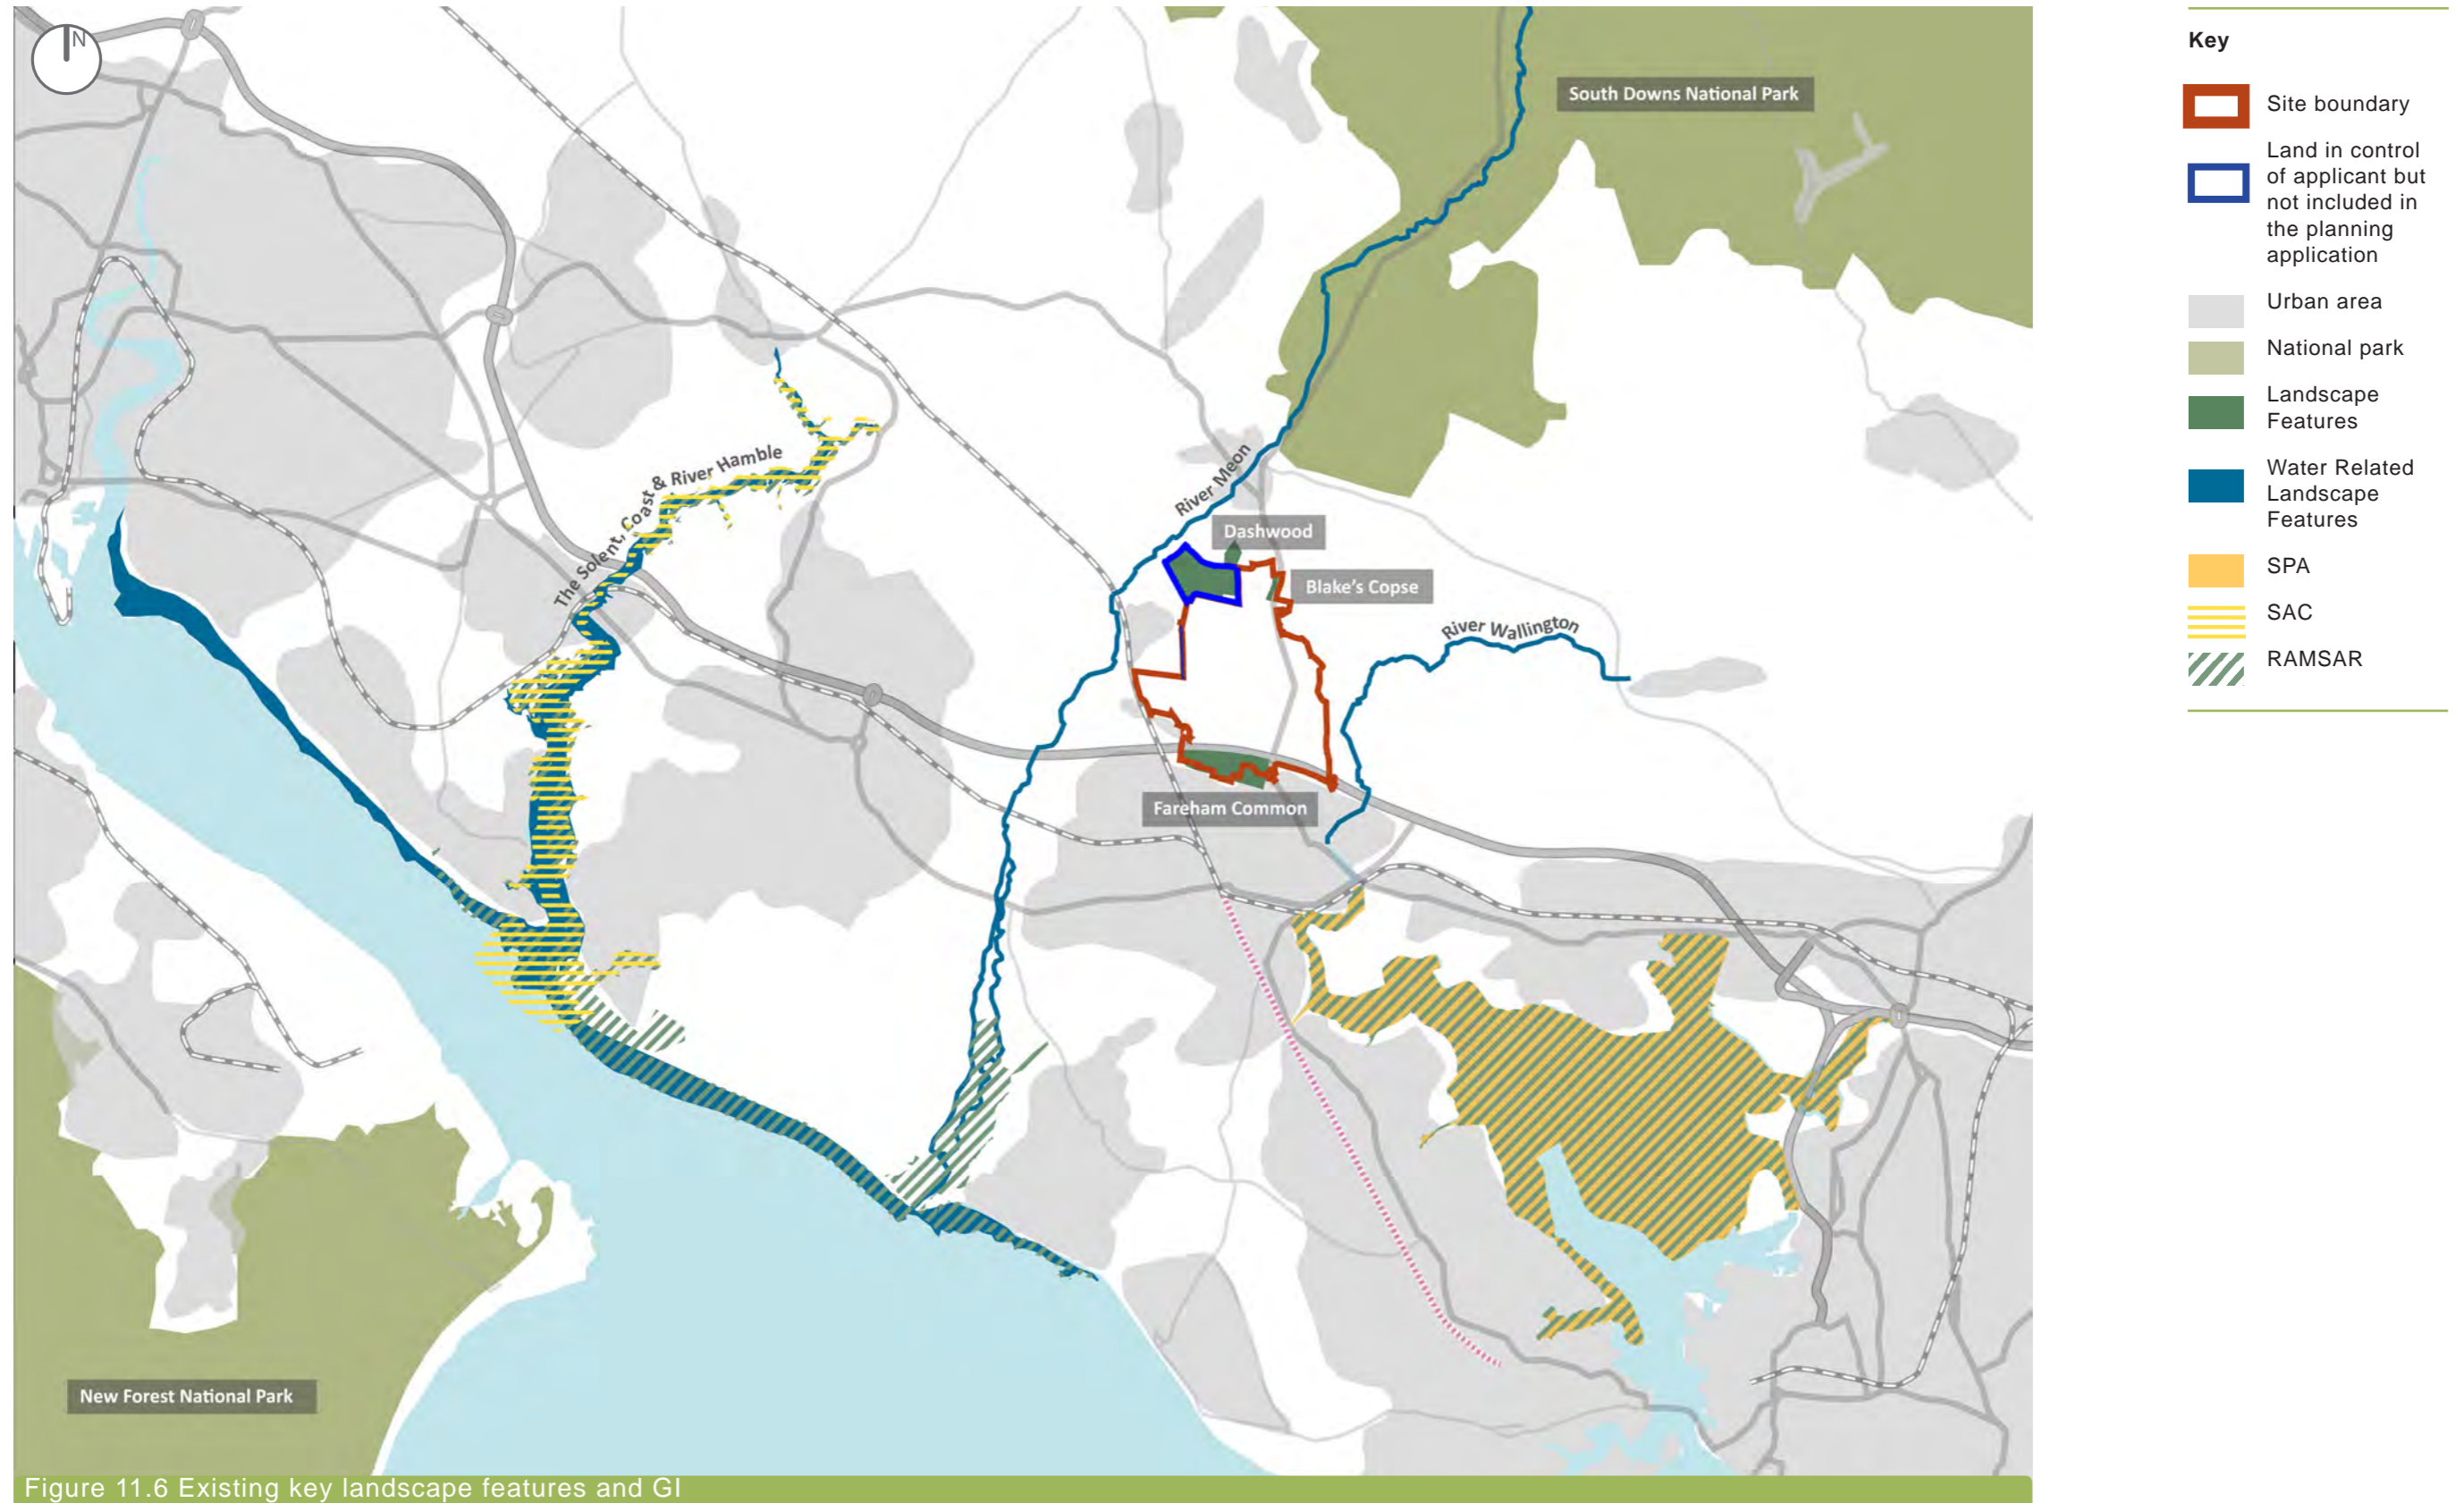 N
South Downs National Park
The Solent, Coast & River Hamble
River Meon
Dashwood
Blake's Copse
River Wallington
Fareham Common
New Forest National Park
Figure 11.6 Existing key landscape features and GI
Key
Site boundary
Land in control
of applicant but
not included in
the planning
application
Urban area
National park
Landscape
Features
Water Related
Landscape
Features
SPA
SAC
RAMSAR